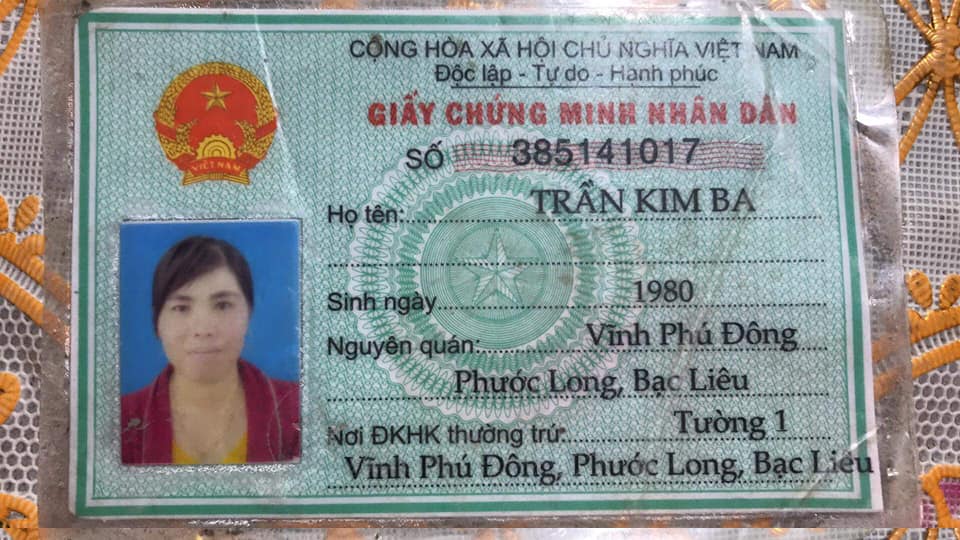 CỘNG HÒA XÃ HỘI CHỦ NGHĨA VIỆT NAM
Độc lập - Tự do - Hạnh phúc
GIẤY CHỨNG MINH NHÂN DÂN
SỐ 385141017
VIỆT NAM
Họ tên: TRẦN KIM BA
Sinh ngày 1980
Nguyên quán: Vĩnh Phú Đông
Phước Long, Bạc Liêu
Nơi ĐKHK thường trú: Tường 1
Vĩnh Phú Đông, Phước Long, Bạc Liêu